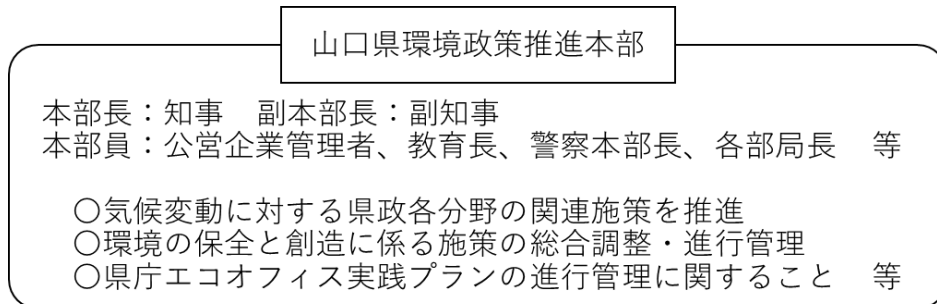 山口県環境政策推進本部
本部長：知事　副本部長：副知事
本部員：公営企業管理者、教育長、警察本部長、各部局長　等
○気候変動に対する県政各分野の関連施策を推進
○環境の保全と創造に係る施策の総合調整・進行管理
○県庁エコオフィス実践プランの進行管理に関すること　等